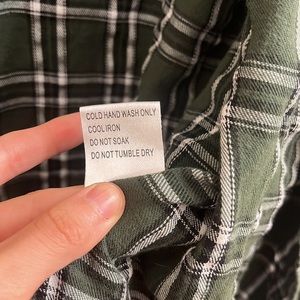 COLD HAND WASH ONLY
COOL IRON
DO NOT SOAK
DO NOT TUMBLE DRY